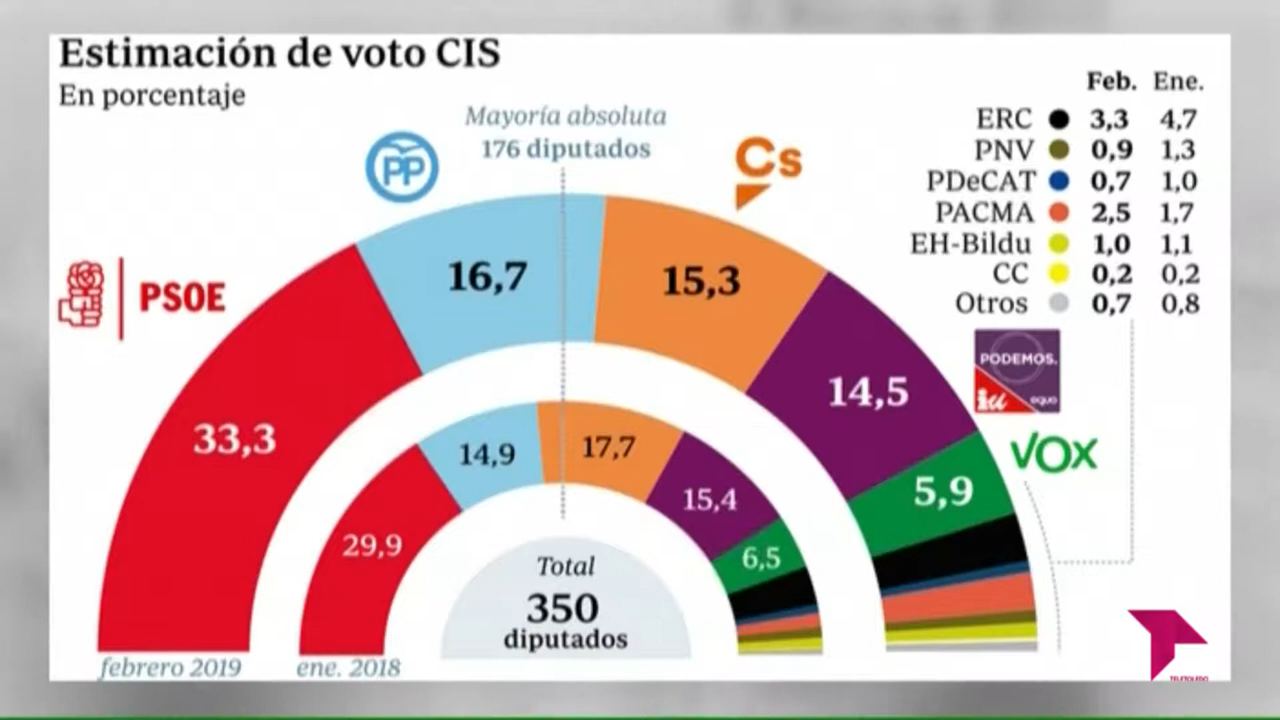 Estimación de voto CIS
En porcentaje
Mayoría absoluta
176 diputados
Feb. Ene.
ERC 3,3 4,7
PNV 0,9 1,3
PDeCAT 0,7 1,0
PACMA 2,5 1,7
EH-Bildu 1,0 1,1
CC 0,2 0,2
Otros 0,7 0,8
PP
Cs
PSOE
PODEMOS.
iu equo
VOX
33,3
16,7
15,3
14,5
5,9
29,9
14,9
17,7
15,4
6,5
Total
350
diputados
febrero 2019
ene. 2018
TELETOLEDO